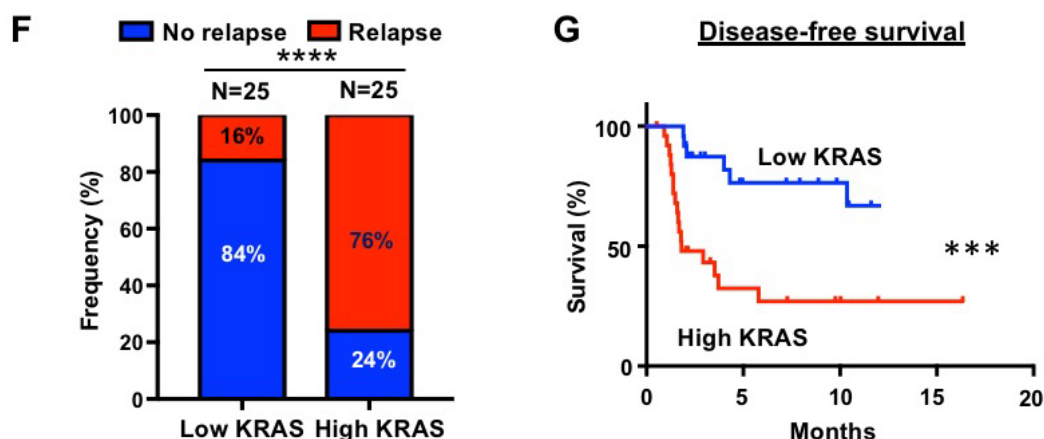 F
No relapse Relapse
****
N=25 N=25
Frequency (%)
100
80
60
40
20
0
16%
84%
76%
24%
Low KRAS High KRAS
G
Disease-free survival
Survival (%)
100
50
0
Low KRAS
***
High KRAS
0 5 10 15 20
Months